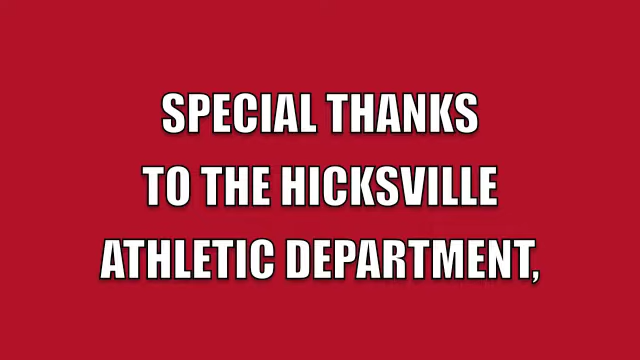 SPECIAL THANKS
TO THE HICKSVILLE
ATHLETIC DEPARTMENT,